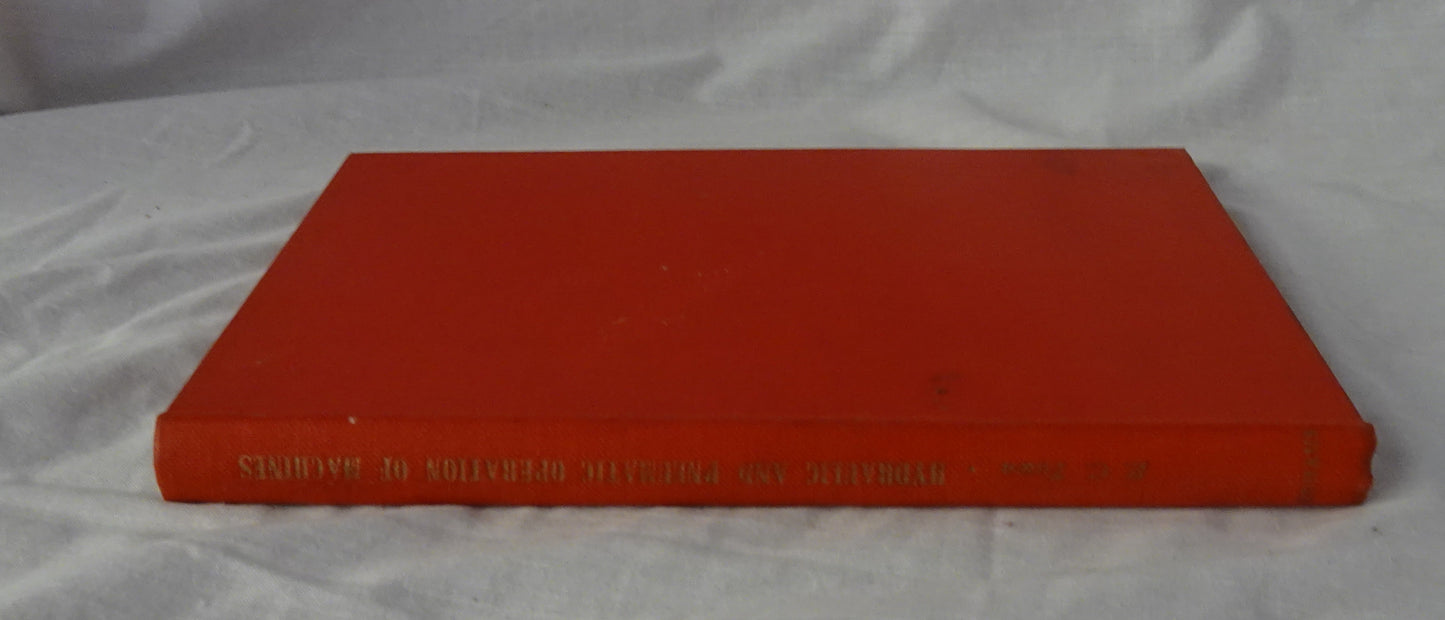 HYDRAULIC AND PNEUMATIC OPERATION OF MACHINES